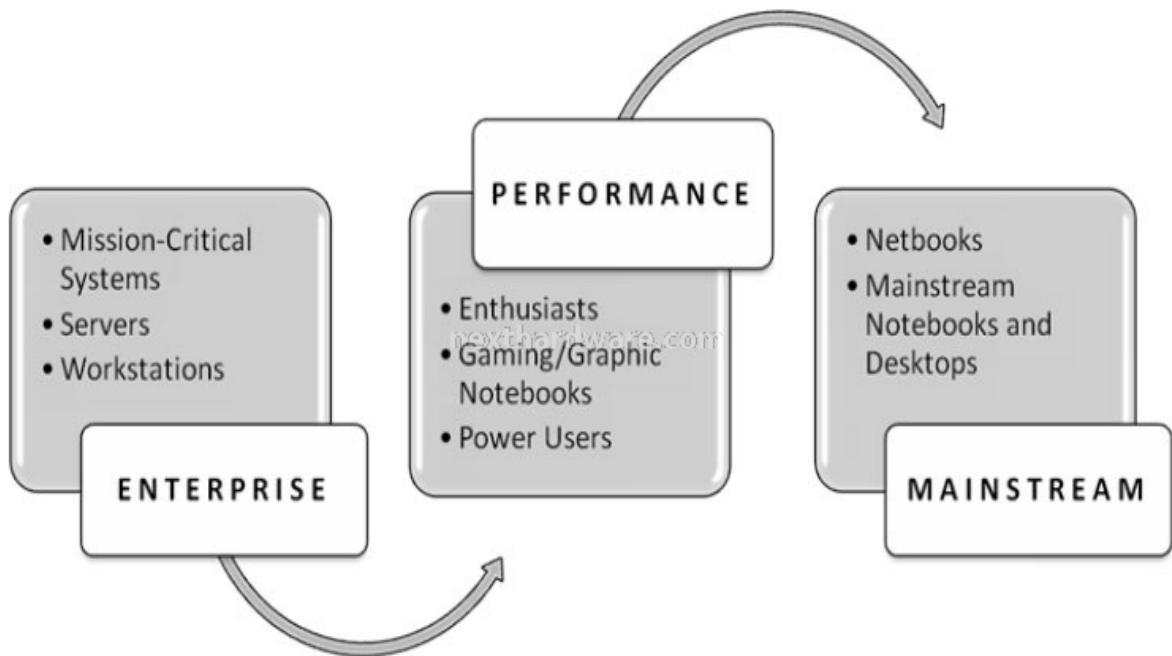 • Mission-Critical
Systems
• Servers
• Workstations
ENTERPRISE
PERFORMANCE
• Enthusiasts
nexthardware.com
• Gaming/Graphic
Notebooks
• Power Users
• Netbooks
• Mainstream
Notebooks and
Desktops
MAINSTREAM